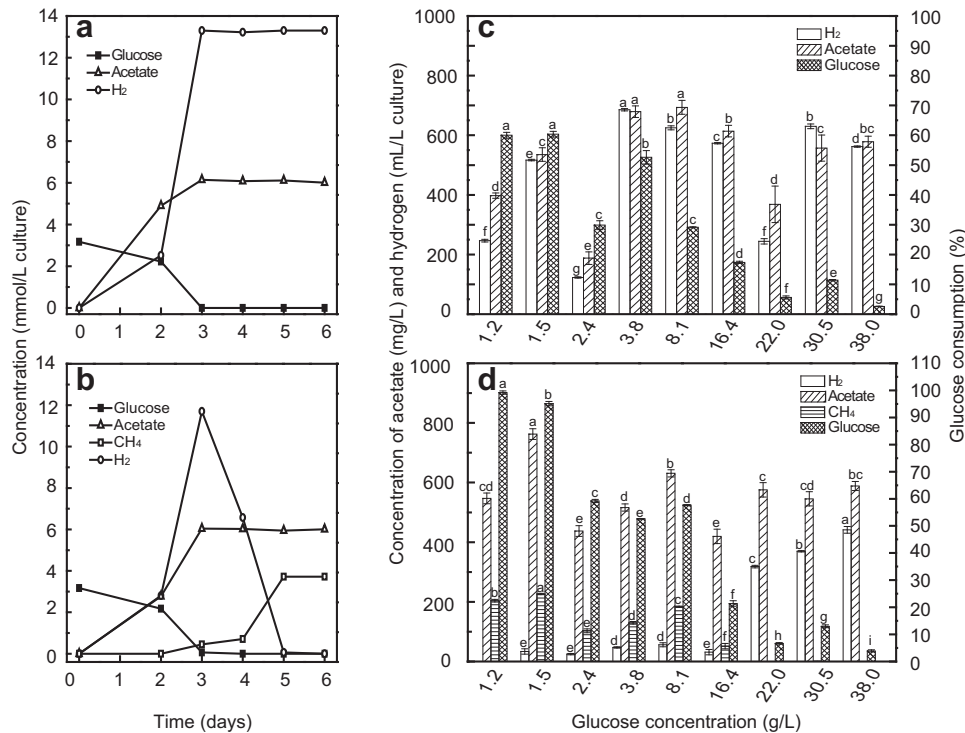 a
Glucose
Acetate
H2
14
12
10
8
6
4
2
0
0 1 2 3 4 5 6
b
Glucose
Acetate
CH4
H2
14
12
10
8
6
4
2
0
0 1 2 3 4 5 6
Time (days)
Concentration (mmol/L culture)
c
H2
Acetate
Glucose
1000
800
600
400
200
0
100
90
80
70
60
50
40
30
20
10
0
f d a
e c a
g e c
a a b
b a c
d b d
f d f
b c e
d bc g
1.2 1.5 2.4 3.8 8.1 16.4 22.0 30.5 38.0
d
H2
Acetate
CH4
Glucose
1000
800
600
400
200
0
110
100
90
80
70
60
50
40
30
20
10
0
cd b a
e a a b
e e e c
d d d e
d b c d
e e f f
c c h
b cd g
a bc i
1.2 1.5 2.4 3.8 8.1 16.4 22.0 30.5 38.0
Glucose concentration (g/L)
Concentration of acetate (mg/L) and hydrogen (mL/L culture)
Glucose consumption (%)